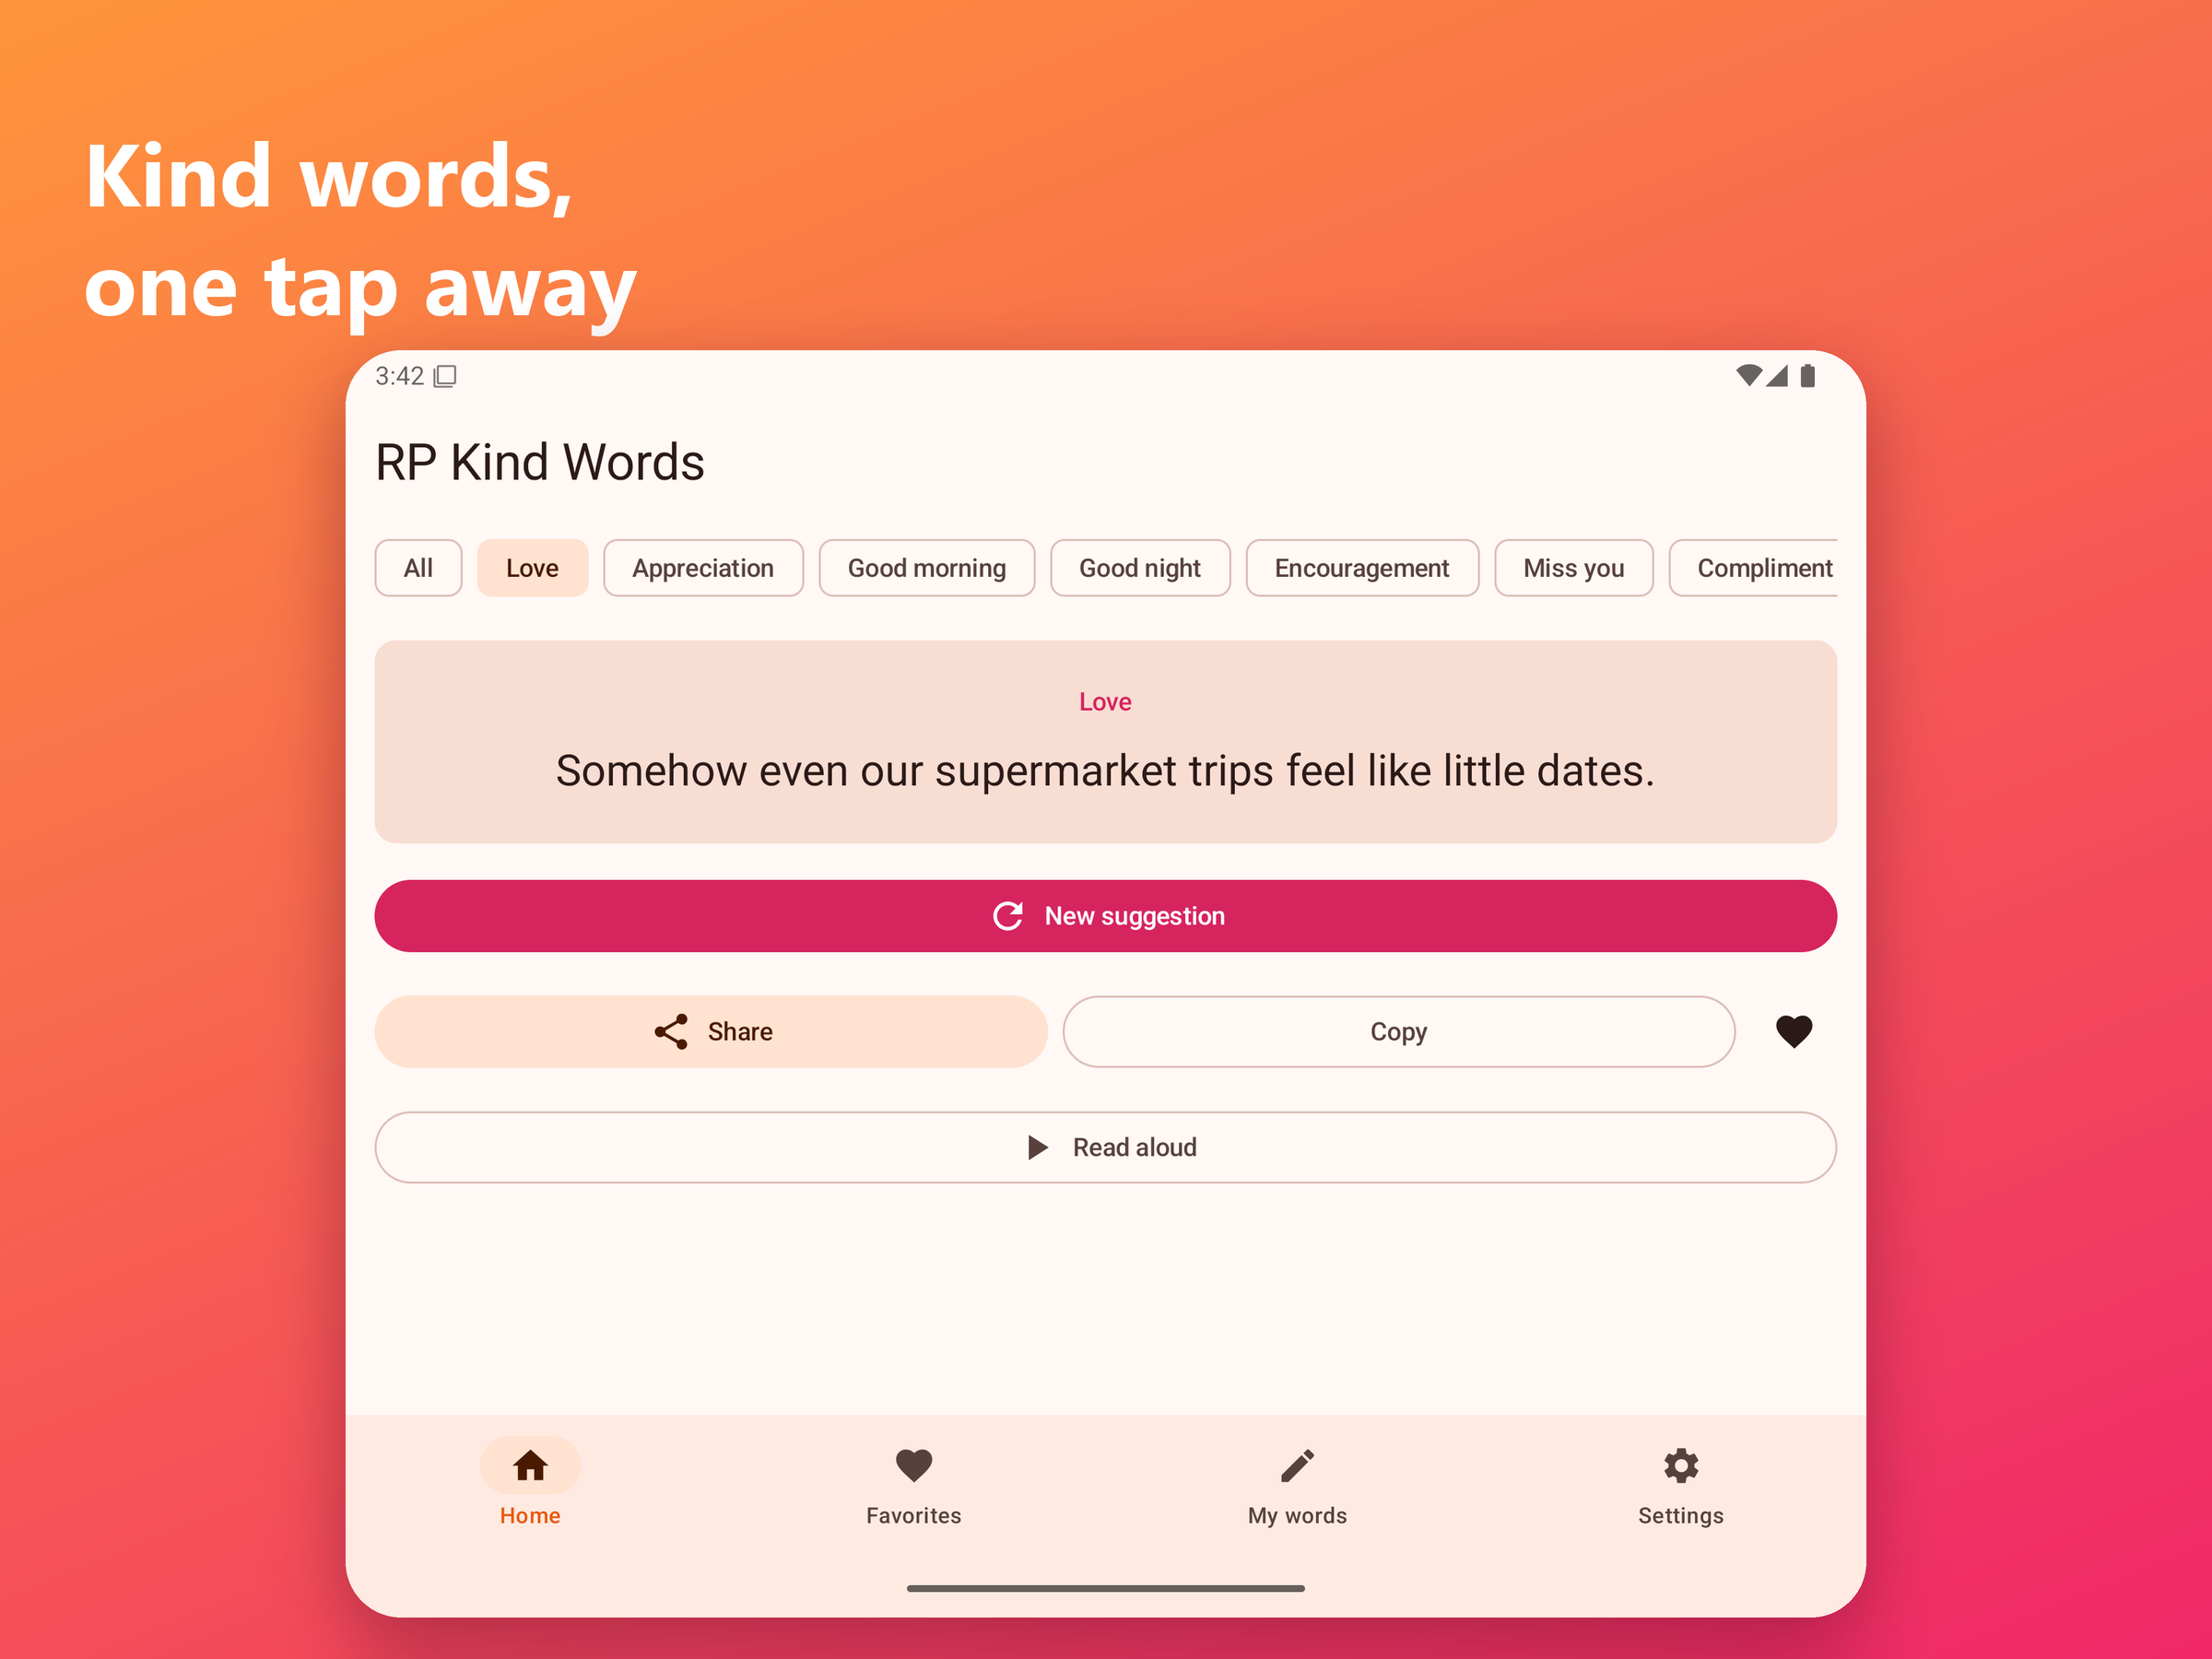 Kind words,
one tap away
3:42
RP Kind Words
All
Love
Appreciation
Good morning
Good night
Encouragement
Miss you
Compliment
Love
Somehow even our supermarket trips feel like little dates.
New suggestion
Share
Copy
Read aloud
Home
Favorites
My words
Settings